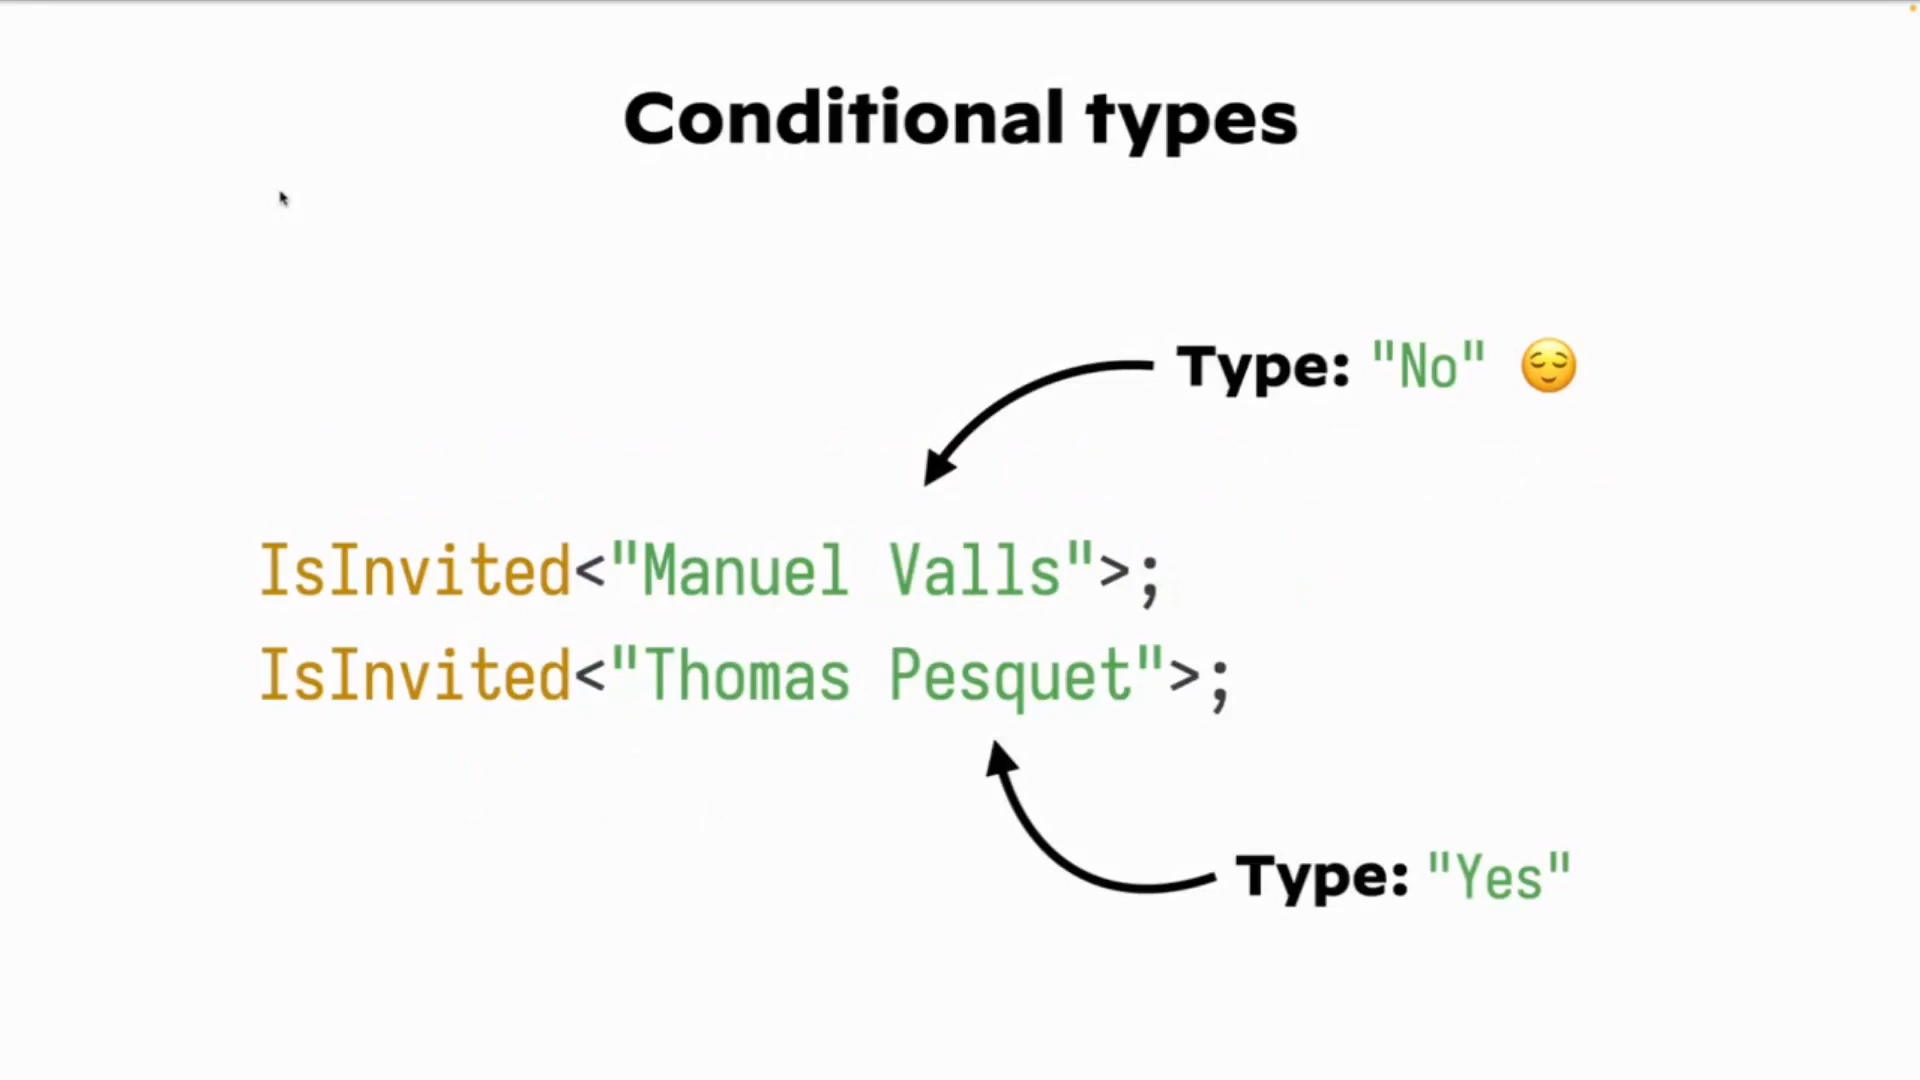 Conditional types
Type: "No" 😌
IsInvited<"Manuel Valls">;
IsInvited<"Thomas Pesquet">;
Type: "Yes"